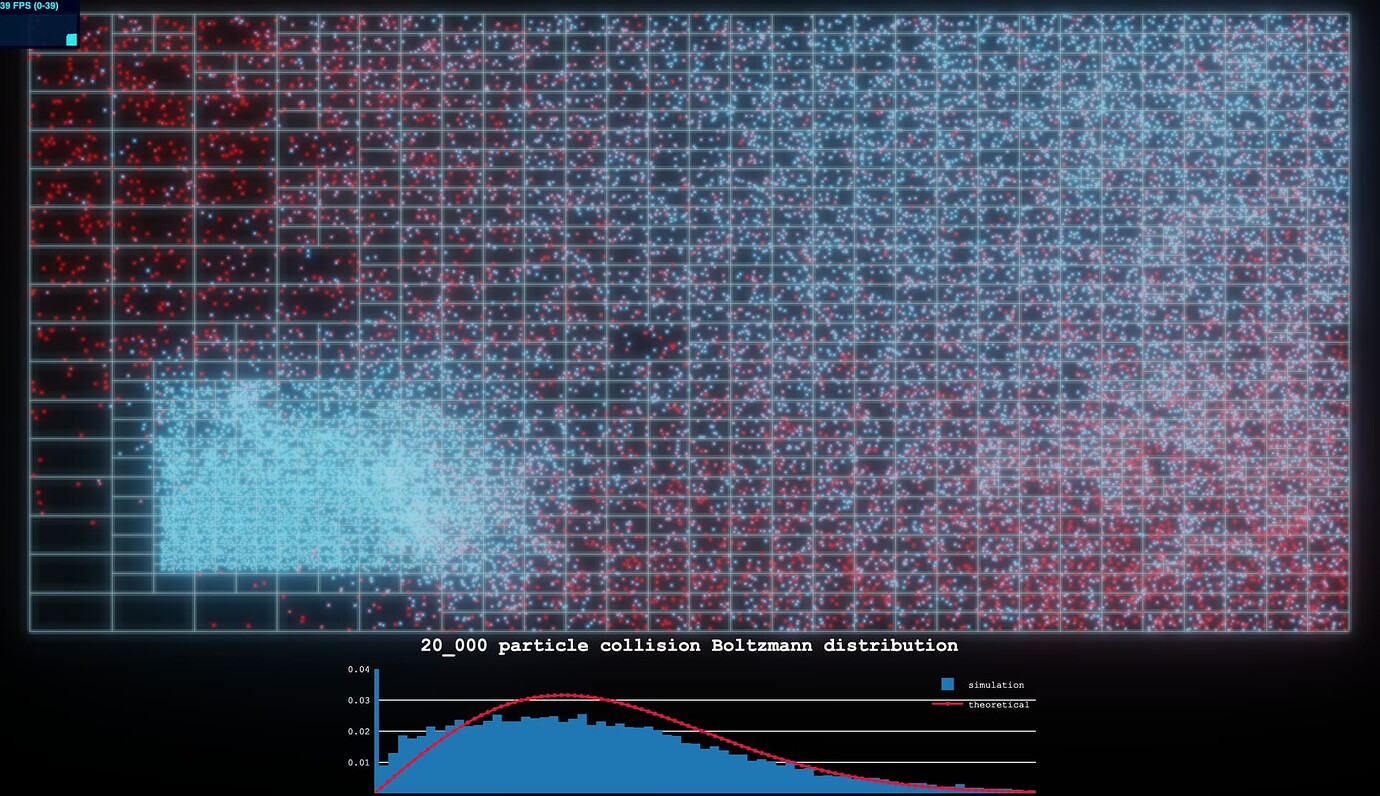 39 FPS (0-39)
20_000 particle collision Boltzmann distribution
0.04
simulation
0.03
theoretical
0.02
0.01